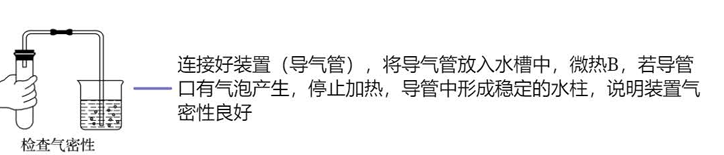 连接好装置（导气管），将导气管放入水槽中，微热B，若导管
口有气泡产生，停止加热，导管中形成稳定的水柱，说明装置气
密性良好
检查气密性